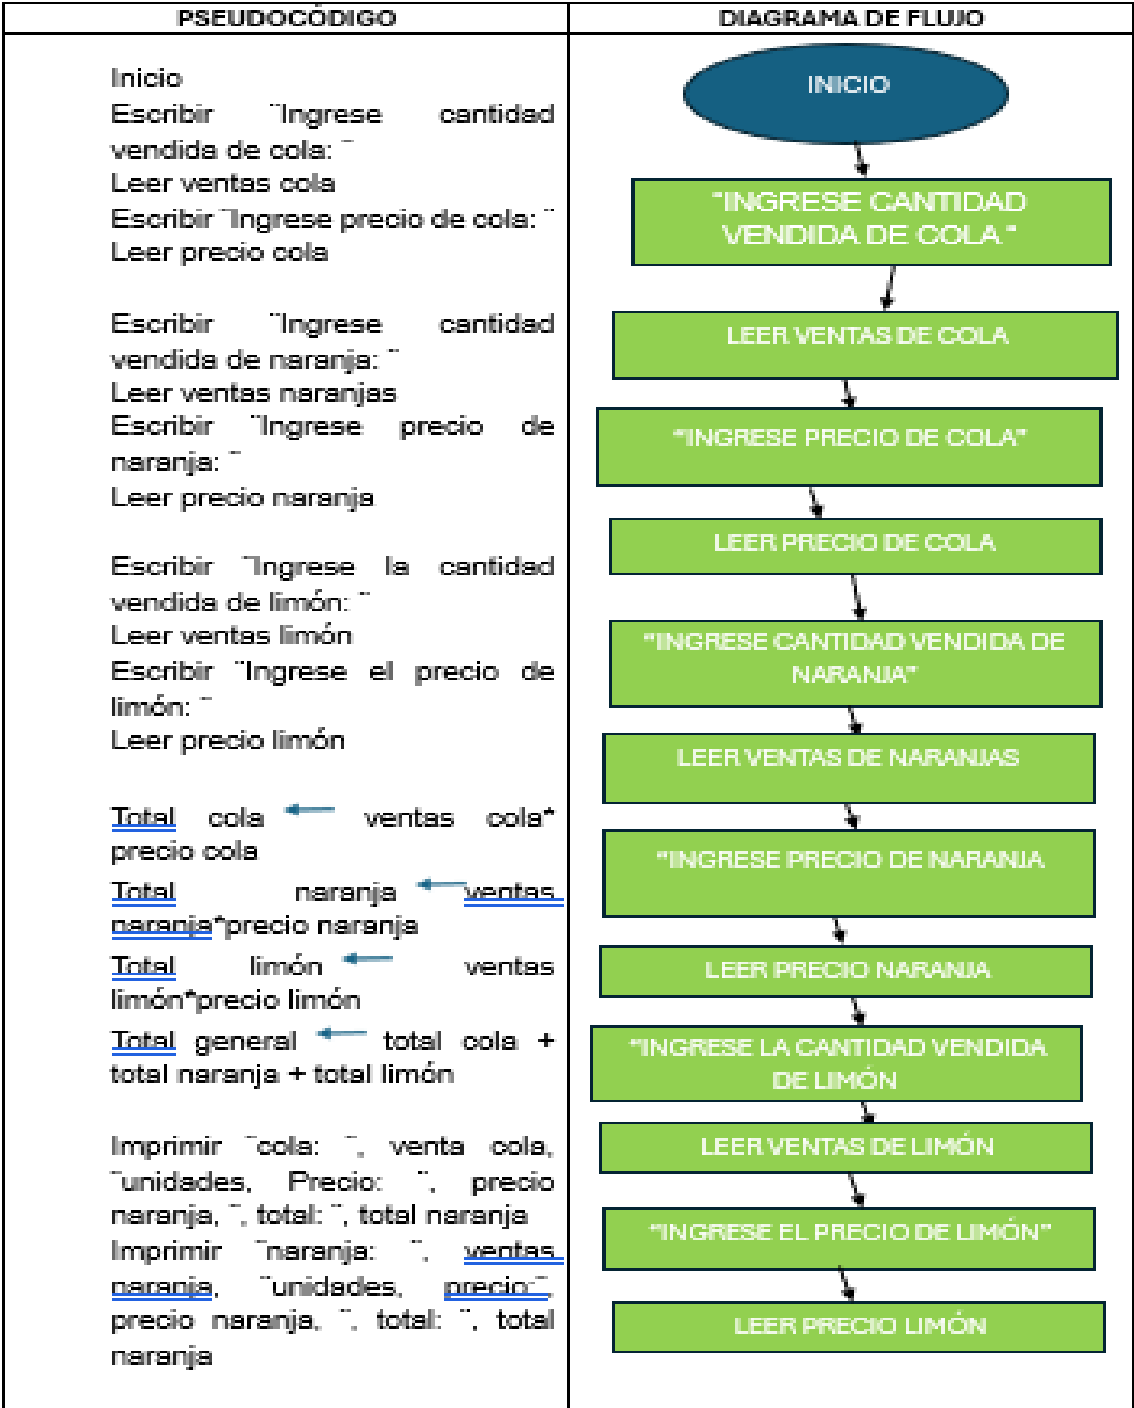 PSEUDOCÓDIGO
Inicio
Escribir ¨Ingrese cantidad
vendida de cola: ¨
Leer ventas cola
Escribir ¨Ingrese precio de cola: ¨
Leer precio cola
Escribir ¨Ingrese cantidad
vendida de naranja: ¨
Leer ventas naranjas
Escribir ¨Ingrese precio de
naranja: ¨
Leer precio naranja
Escribir ¨Ingrese la cantidad
vendida de limón: ¨
Leer ventas limón
Escribir ¨Ingrese el precio de
limón: ¨
Leer precio limón
Total cola ← ventas cola*
precio cola
Total naranja ← ventas
naranja*precio naranja
Total limón ← ventas
limón*precio limón
Total general ← total cola +
total naranja + total limón
Imprimir ¨cola: ¨, venta cola,
¨unidades, Precio: ¨, precio
naranja, ¨, total: ¨, total naranja
Imprimir ¨naranja: ¨, ventas
naranja, ¨unidades, precio:¨,
precio naranja, ¨, total: ¨, total
naranja
DIAGRAMA DE FLUJO
INICIO
"INGRESE CANTIDAD
VENDIDA DE COLA "
LEER VENTAS DE COLA
"INGRESE PRECIO DE COLA"
LEER PRECIO DE COLA
"INGRESE CANTIDAD VENDIDA DE
NARANJA"
LEER VENTAS DE NARANJAS
"INGRESE PRECIO DE NARANJA
LEER PRECIO NARANJA
"INGRESE LA CANTIDAD VENDIDA
DE LIMÓN
LEER VENTAS DE LIMÓN
"INGRESE EL PRECIO DE LIMÓN"
LEER PRECIO LIMÓN